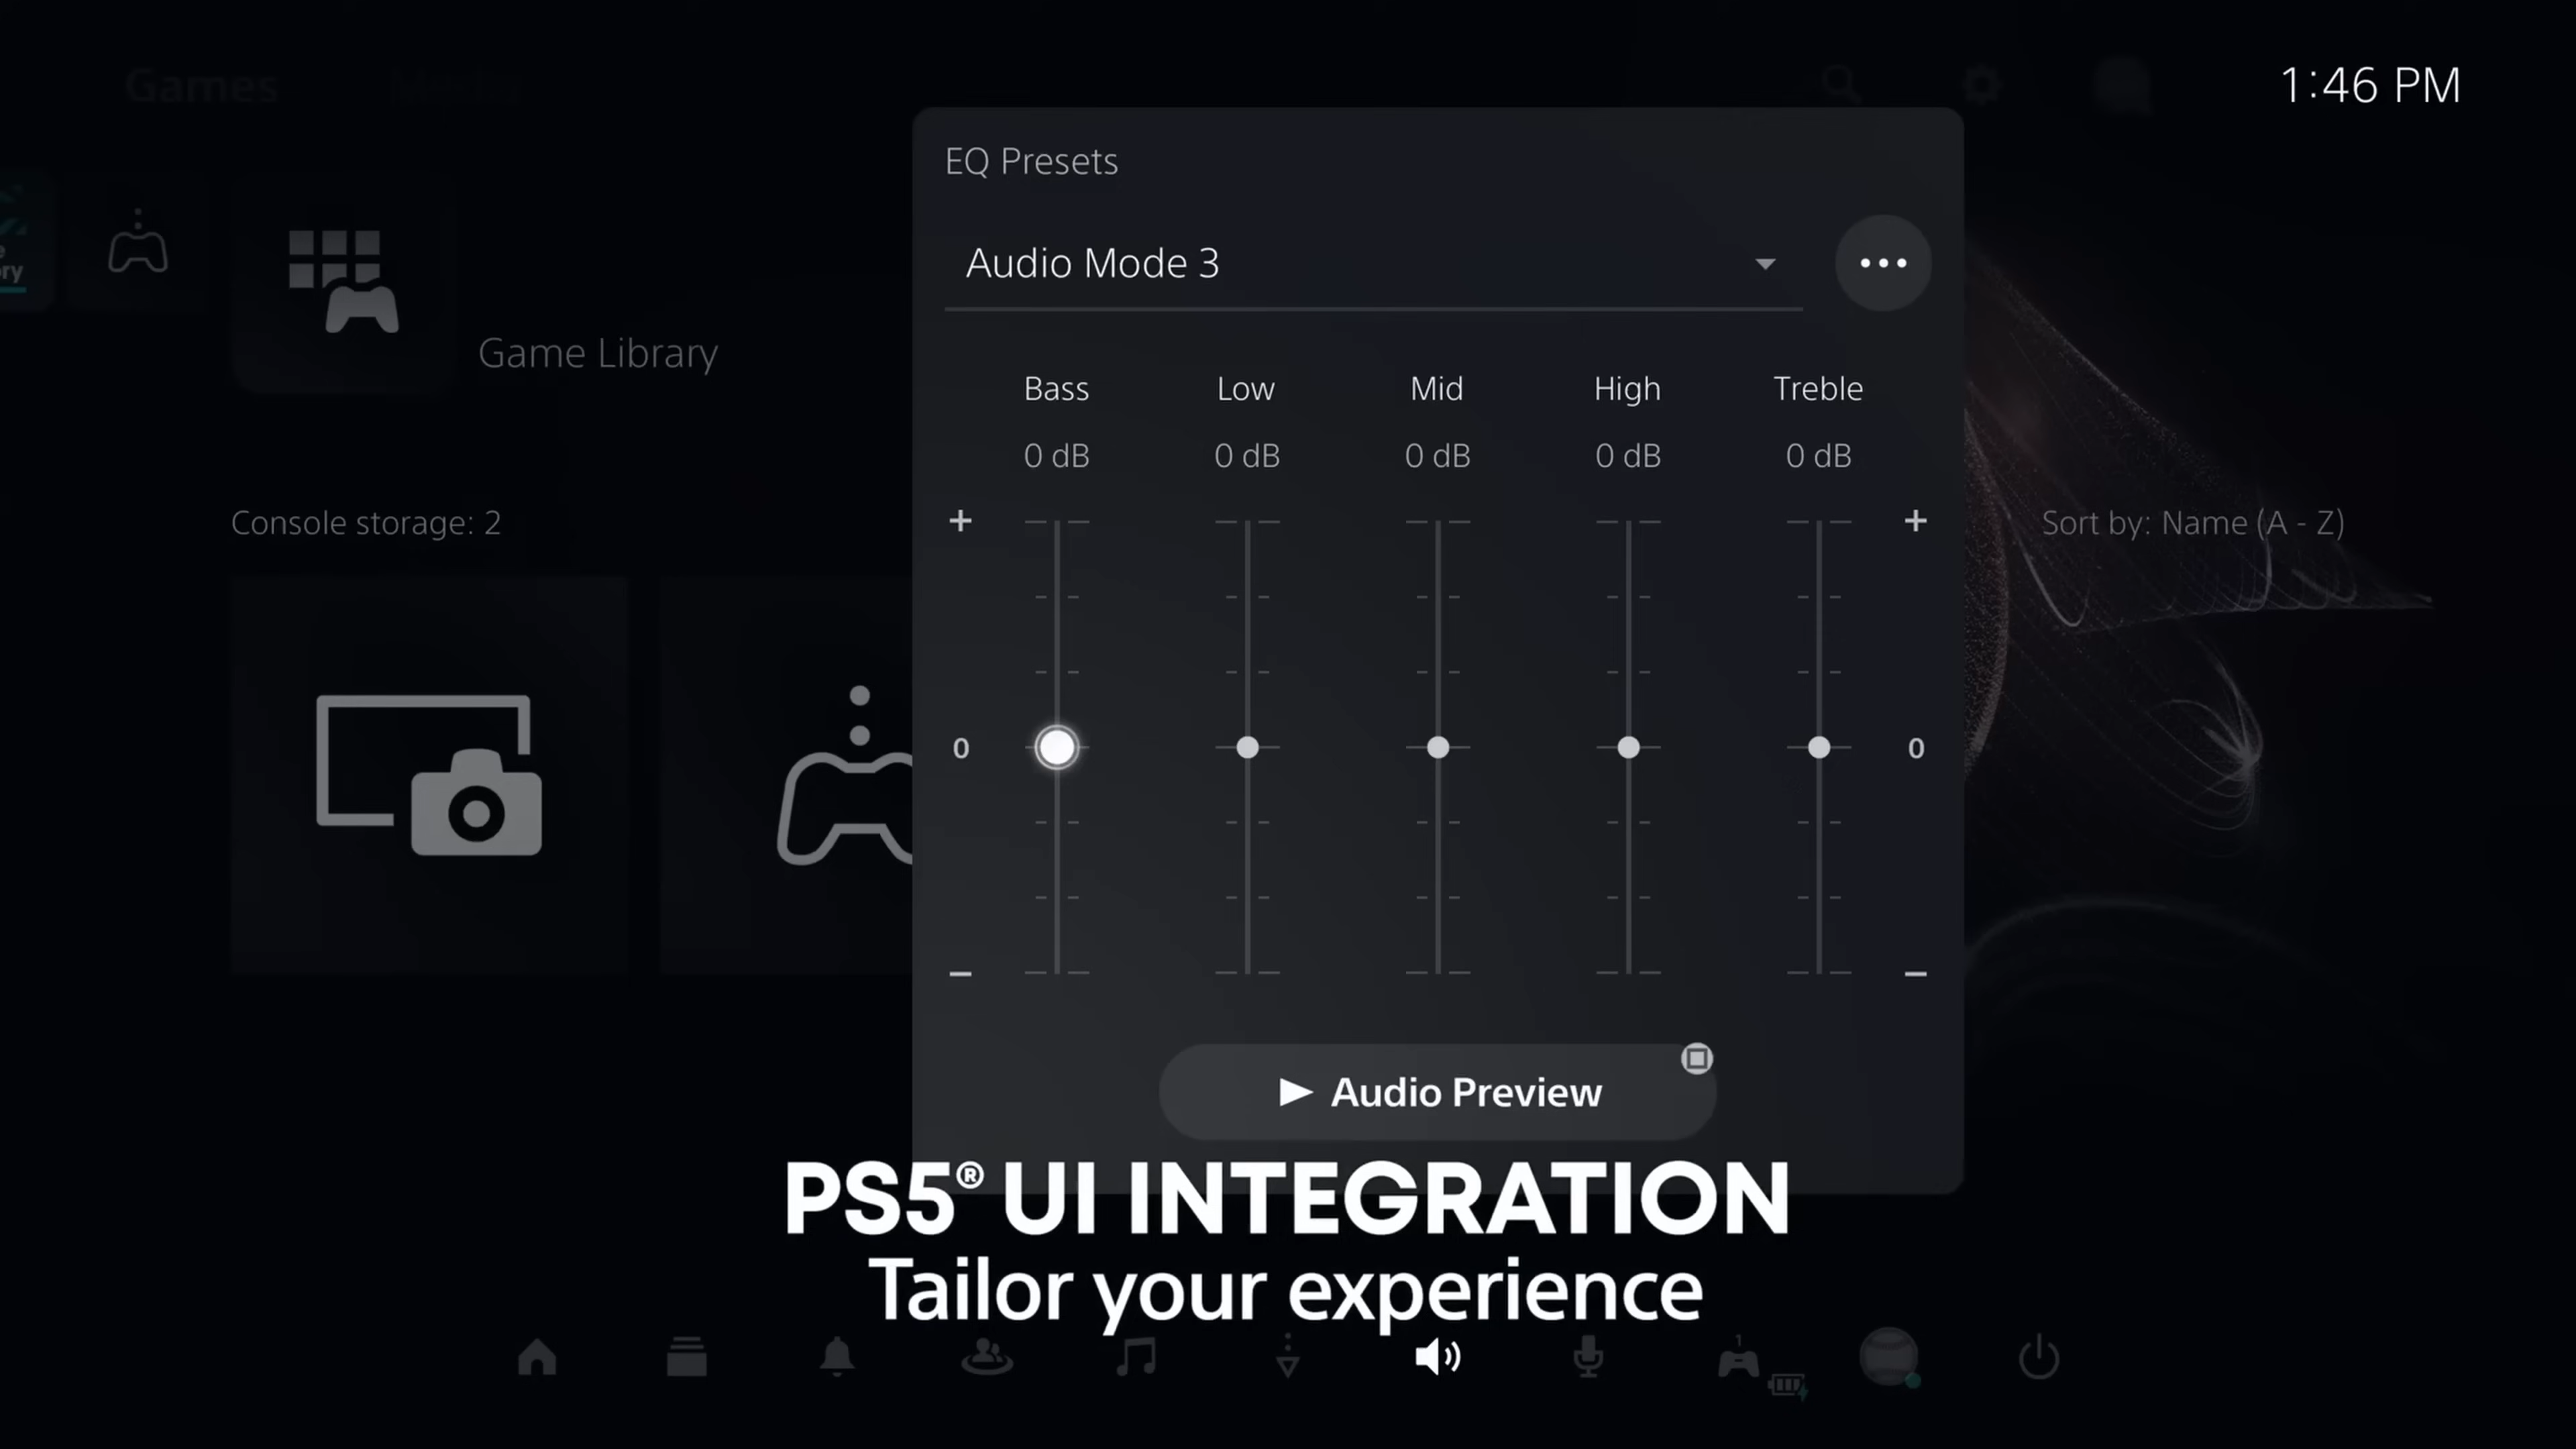 Games
1:46 PM
EQ Presets
Audio Mode 3
Game Library
Bass Low Mid High Treble
0 dB 0 dB 0 dB 0 dB 0 dB
+ +
Console storage: 2
Sort by: Name (A - Z)
0 0
– –
Audio Preview
PS5® UI INTEGRATION
Tailor your experience
1